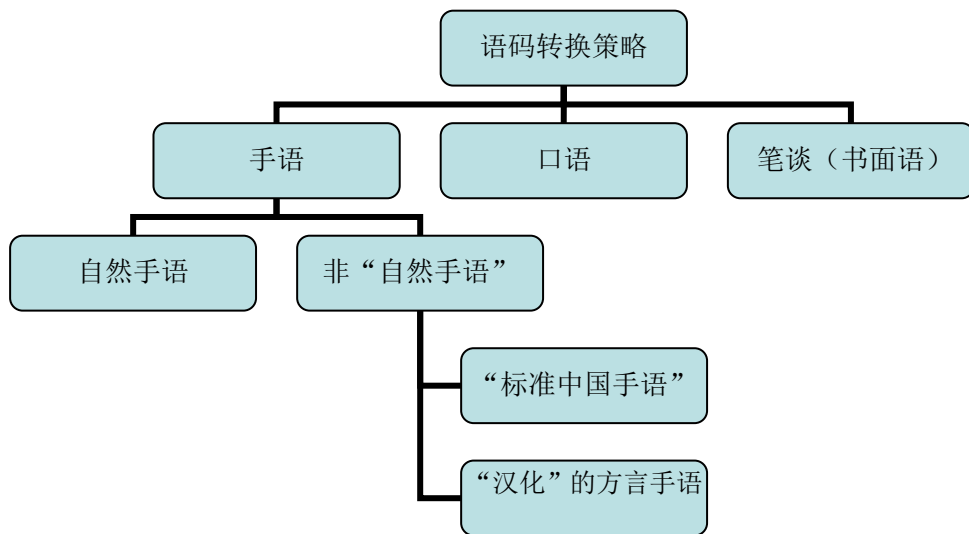 语码转换策略
手语
口语
笔谈（书面语）
自然手语
非“自然手语”
“标准中国手语”
“汉化”的方言手语